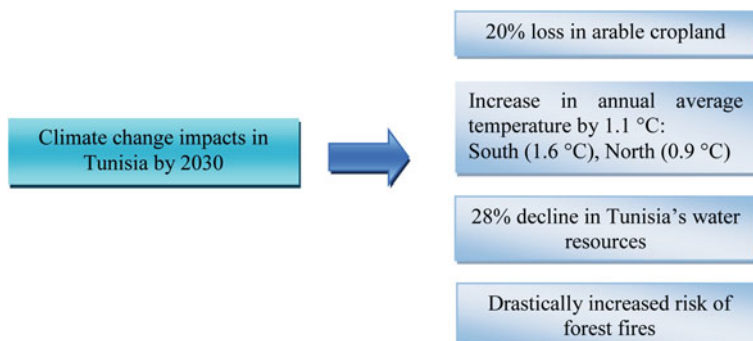 Climate change impacts in
Tunisia by 2030
20% loss in arable cropland
Increase in annual average
temperature by 1.1 °C:
South (1.6 °C), North (0.9 °C)
28% decline in Tunisia's water
resources
Drastically increased risk of
forest fires